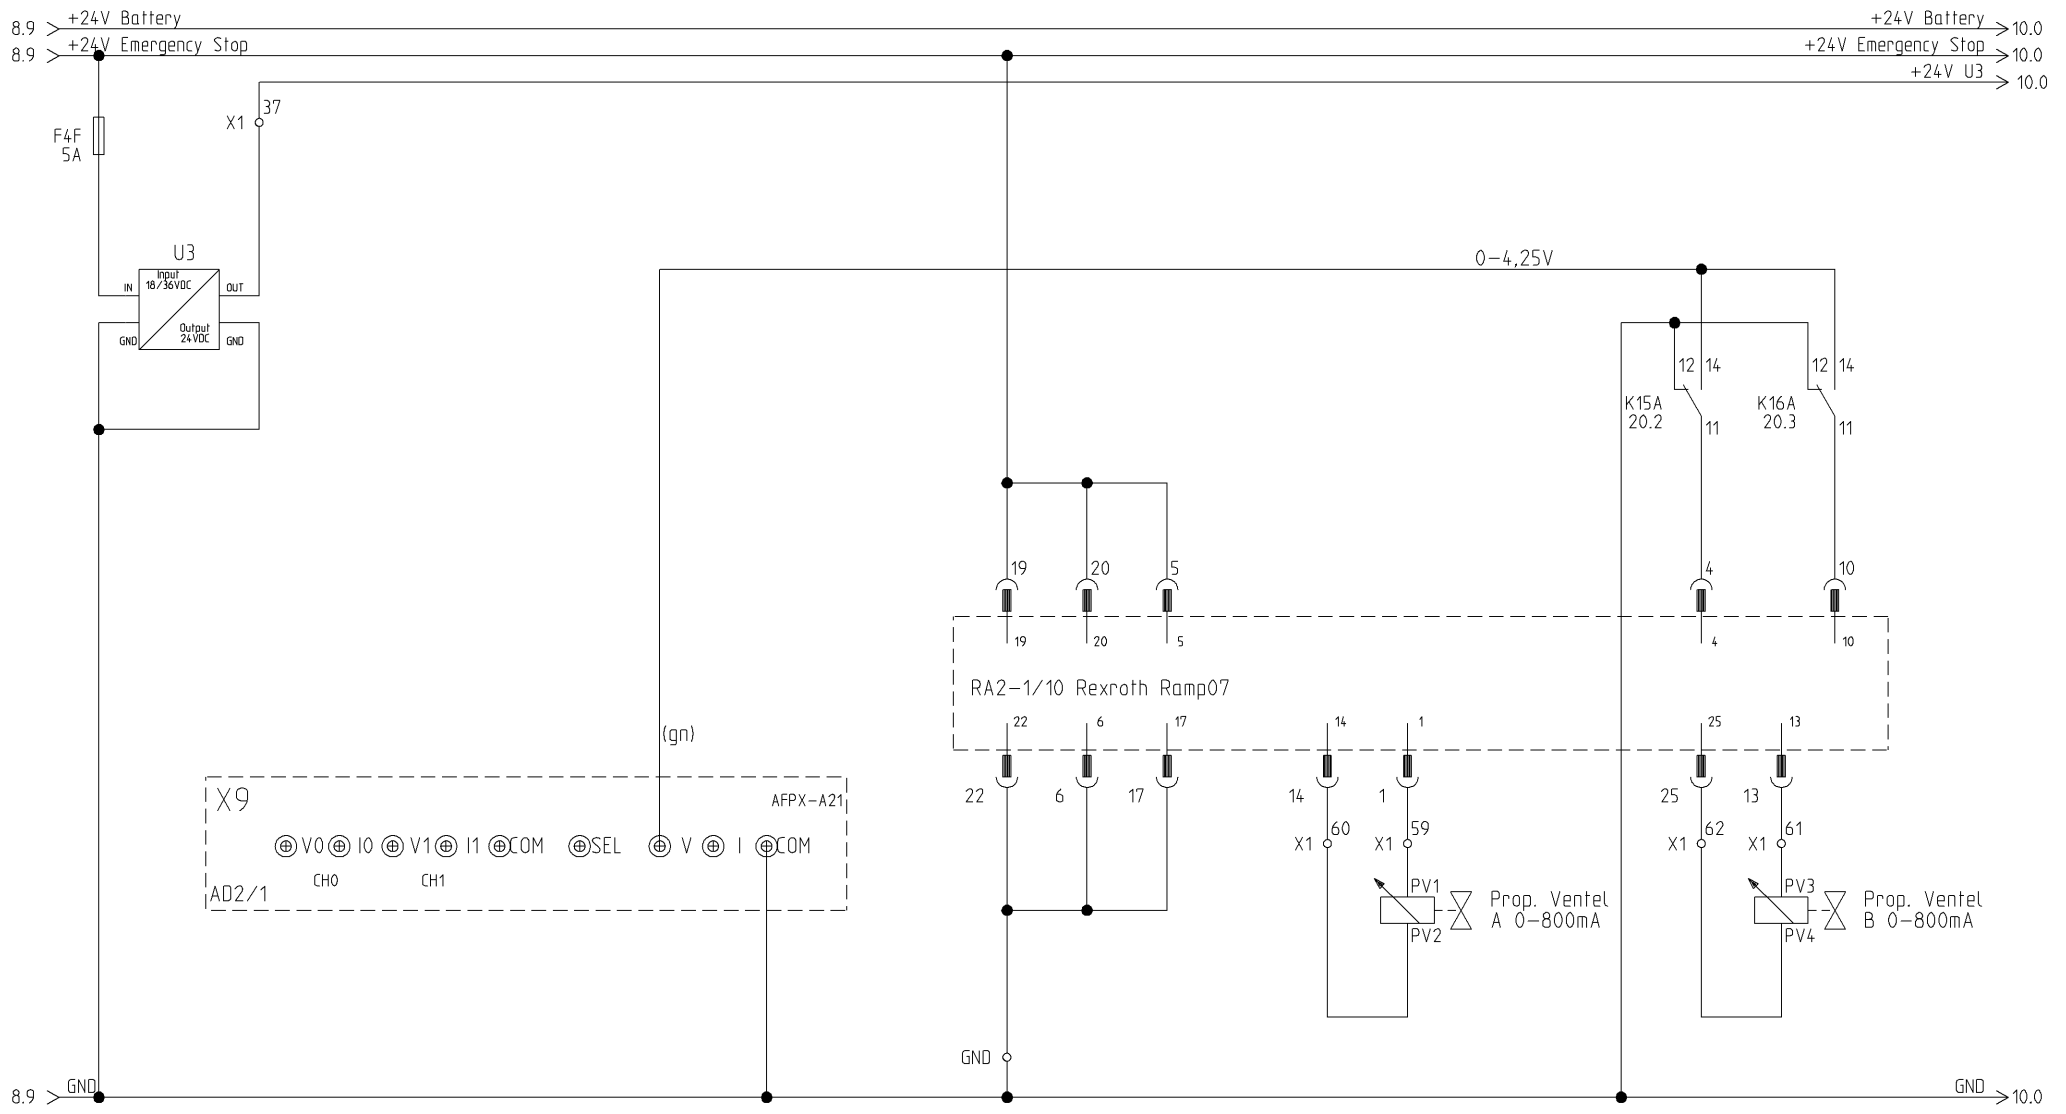 +24V Battery
+24V Battery
8.9
10.0
+24V Emergency Stop
+24V Emergency Stop
8.9
10.0
+24V U3
10.0
37
X1
F4F
5A
U3
Input
18/36VDC
IN
OUT
Output
24VDC
GND
GND
0-4,25V
12
14
12
14
K15A
20.2
K16A
20.3
11
11
19
20
5
4
10
19
20
5
4
10
RA2-1/10 Rexroth Ramp07
22
6
17
14
1
25
13
(gn)
X9
AFPX-A21
22
6
17
14
1
25
13
60
59
62
61
X1
X1
X1
X1
V0
I0
V1
I1
COM
SEL
V
I
COM
CH0
CH1
AD2/1
PV1
Prop. Ventel
A 0-800mA
PV2
PV3
Prop. Ventel
B 0-800mA
PV4
GND
GND
GND
8.9
10.0